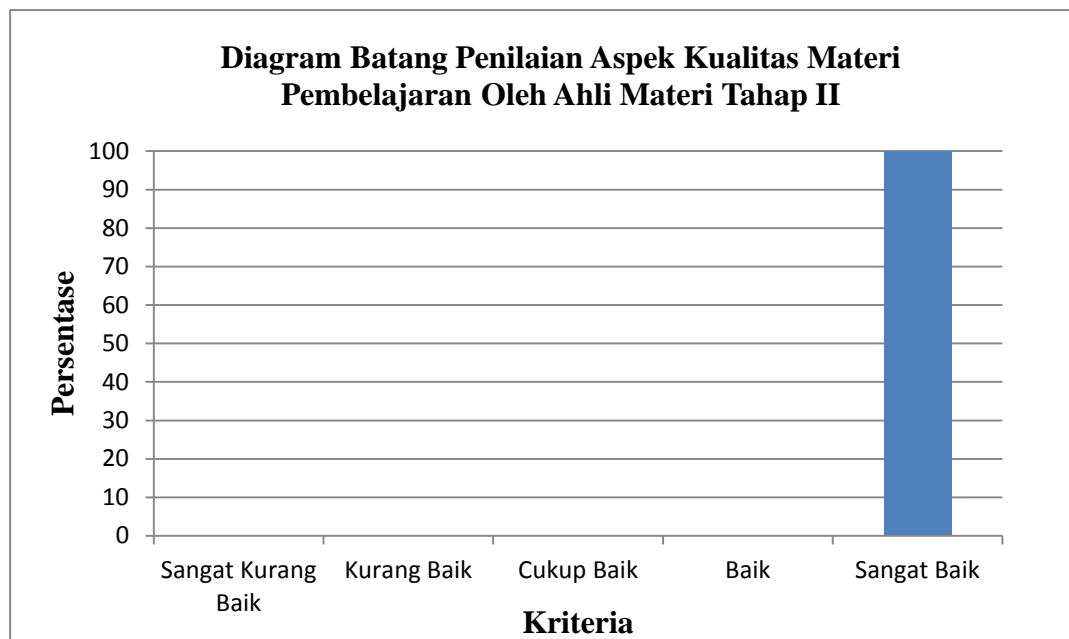 Diagram Batang Penilaian Aspek Kualitas Materi
Pembelajaran Oleh Ahli Materi Tahap II
Persentase
100
90
80
70
60
50
40
30
20
10
0
Sangat Kurang
Baik
Kurang Baik
Cukup Baik
Baik
Sangat Baik
Kriteria